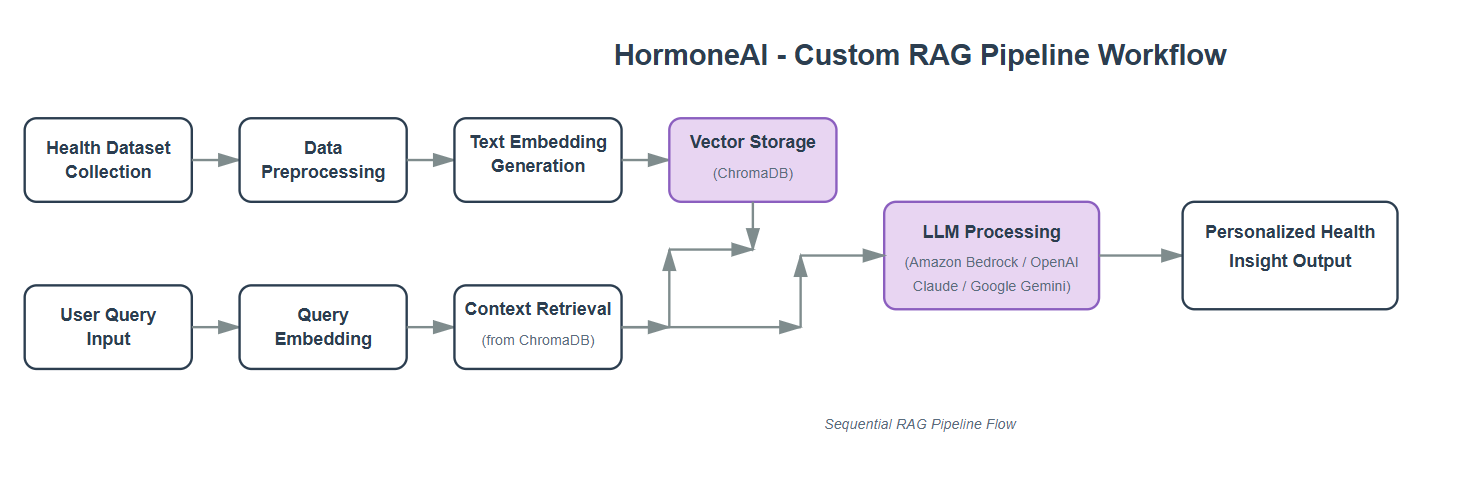 HormoneAI - Custom RAG Pipeline Workflow
Health Dataset
Collection
Data
Preprocessing
Text Embedding
Generation
Vector Storage
(ChromaDB)
LLM Processing
(Amazon Bedrock / OpenAI
Claude / Google Gemini)
Personalized Health
Insight Output
User Query
Input
Query
Embedding
Context Retrieval
(from ChromaDB)
Sequential RAG Pipeline Flow